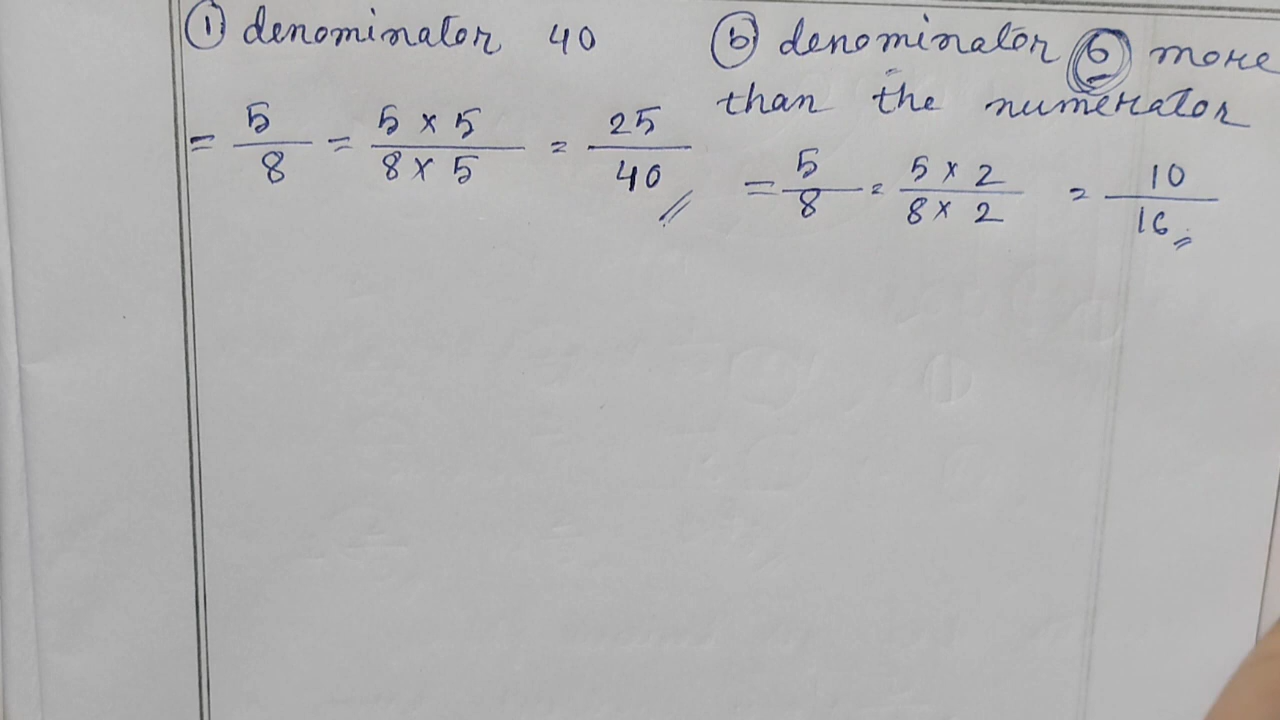 ① denominator 40
= 5/8 = 5 × 5 / 8 × 5 = 25/40
ⓑ denominator 6 more
than the numerator
= 5/8 = 5 × 2 / 8 × 2 = 10/16